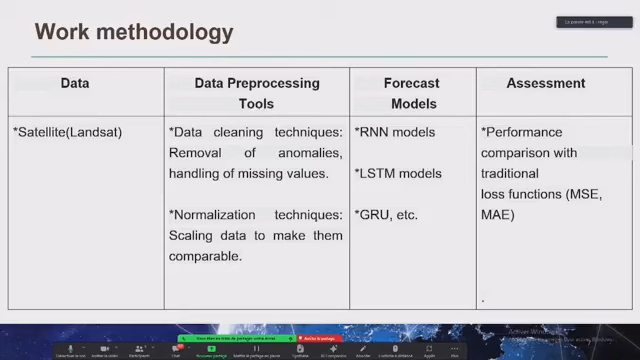 Work methodology
Data
Data Preprocessing
Tools
Forecast
Models
Assessment
*Satellite(Landsat)
*Data cleaning techniques:
Removal of anomalies,
handling of missing values.
*Normalization techniques:
Scaling data to make them
comparable.
*RNN models
*LSTM models
*GRU, etc.
*Performance
comparison with
traditional
loss functions (MSE,
MAE)
.
Activer Windows